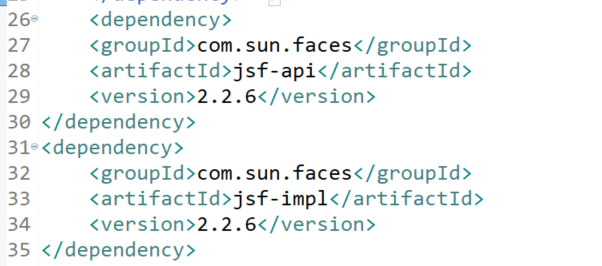 26 <dependency>
27 <groupId>com.sun.faces</groupId>
28 <artifactId>jsf-api</artifactId>
29 <version>2.2.6</version>
30 </dependency>
31 <dependency>
32 <groupId>com.sun.faces</groupId>
33 <artifactId>jsf-impl</artifactId>
34 <version>2.2.6</version>
35 </dependency>